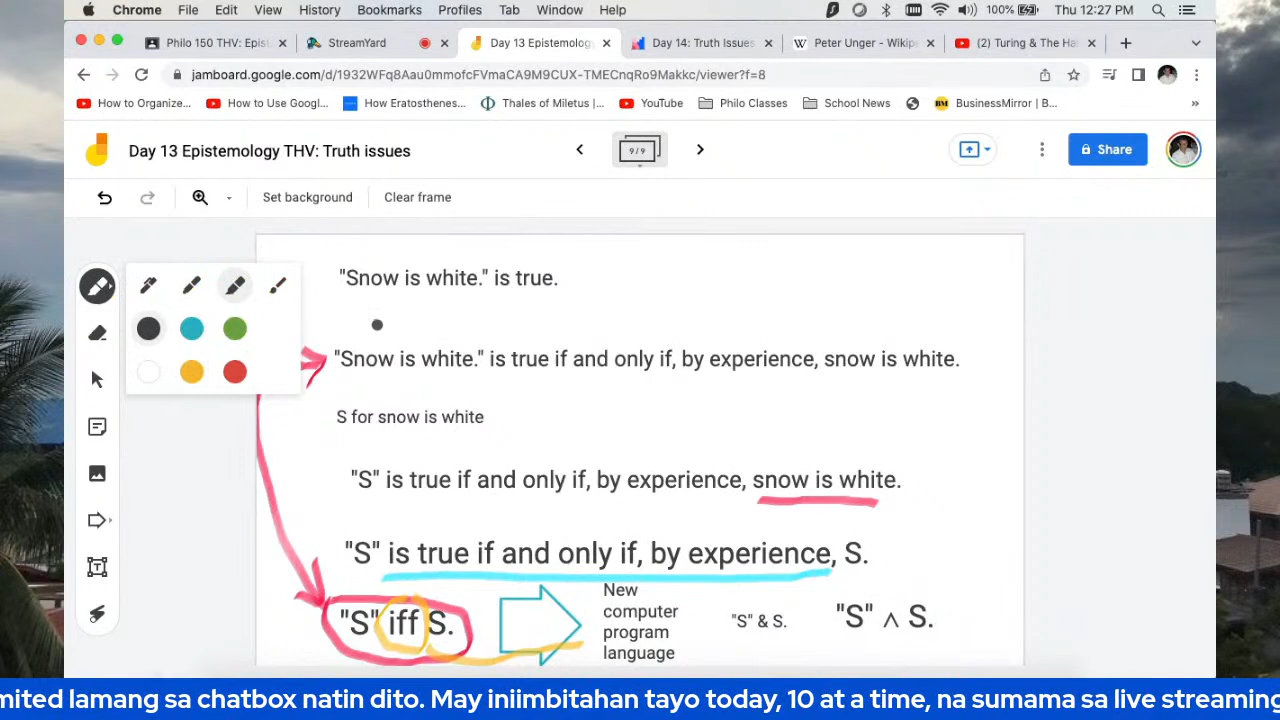 Chrome File Edit View History Bookmarks Profiles Tab Window Help 100% Thu 12:27 PM
Philo 150 THV: Epist StreamYard Day 13 Epistemology Day 14: Truth Issues Peter Unger - Wikipe (2) Turing & The Ha
jamboard.google.com/d/1932WFq8Aau0mmofcFVmaCA9M9CUX-TMECnqRo9Makkc/viewer?f=8
How to Organize... How to Use Googl... How Eratosthenes... Thales of Miletus |... YouTube Philo Classes School News BM BusinessMirror | B... »
Day 13 Epistemology THV: Truth issues 9/9 Share
Set background Clear frame
"Snow is white." is true.
"Snow is white." is true if and only if, by experience, snow is white.
S for snow is white
"S" is true if and only if, by experience, snow is white.
"S" is true if and only if, by experience, S.
"S" iff S.
New
computer
program
language
"S" & S.
"S" ∧ S.
mited lamang sa chatbox natin dito. May iniimbitahan tayo today, 10 at a time, na sumama sa live streaming